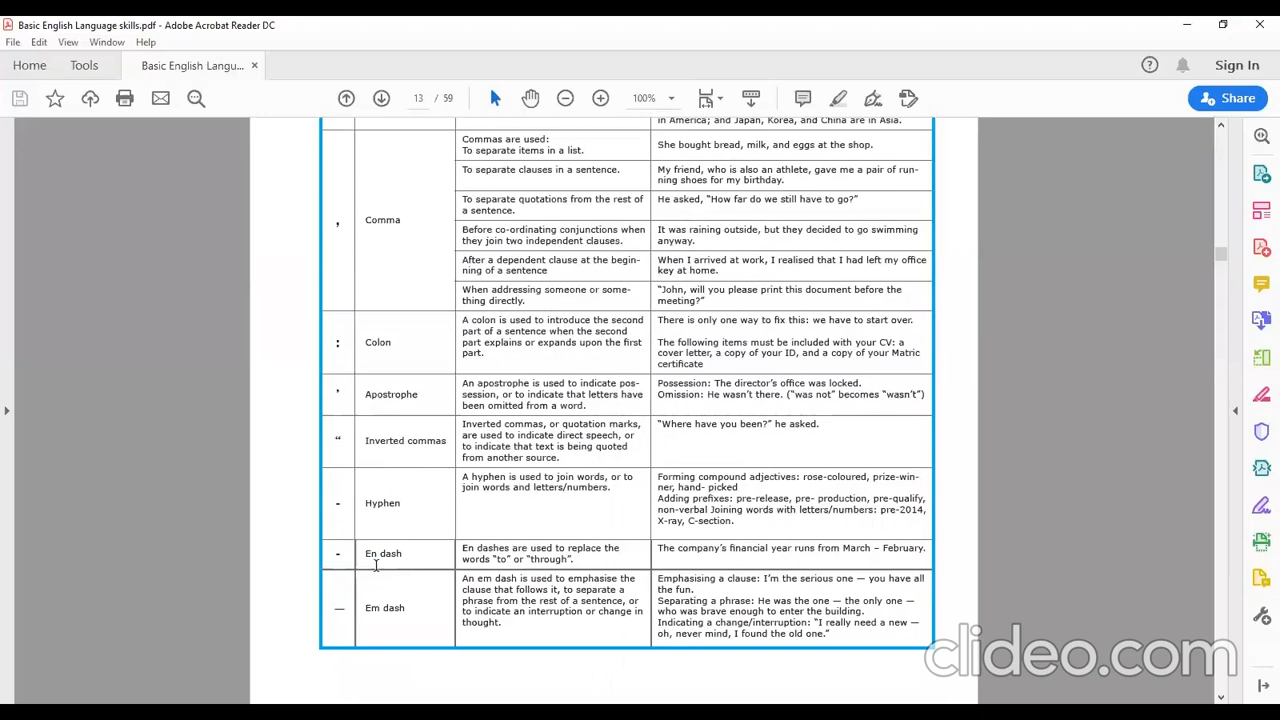 Basic English Language skills.pdf - Adobe Acrobat Reader DC
File Edit View Window Help
Home Tools Basic English Langu... × Sign In
13 / 59 100% Share
in America; and Japan, Korea, and China are in Asia.
,
Comma
Commas are used:
To separate items in a list.
She bought bread, milk, and eggs at the shop.
To separate clauses in a sentence.
My friend, who is also an athlete, gave me a pair of run-
ning shoes for my birthday.
To separate quotations from the rest of
a sentence.
He asked, “How far do we still have to go?”
Before co-ordinating conjunctions when
they join two independent clauses.
It was raining outside, but they decided to go swimming
anyway.
After a dependent clause at the begin-
ning of a sentence
When I arrived at work, I realised that I had left my office
key at home.
When addressing someone or some-
thing directly.
“John, will you please print this document before the
meeting?”
:
Colon
A colon is used to introduce the second
part of a sentence when the second
part explains or expands upon the first
part.
There is only one way to fix this: we have to start over.
The following items must be included with your CV: a
cover letter, a copy of your ID, and a copy of your Matric
certificate
’
Apostrophe
An apostrophe is used to indicate pos-
session, or to indicate that letters have
been omitted from a word.
Possession: The director’s office was locked.
Omission: He wasn’t there. (“was not” becomes “wasn’t”)
“
Inverted commas
Inverted commas, or quotation marks,
are used to indicate direct speech, or
to indicate that text is being quoted
from another source.
“Where have you been?” he asked.
-
Hyphen
A hyphen is used to join words, or to
join words and letters/numbers.
Forming compound adjectives: rose-coloured, prize-win-
ner, hand- picked
Adding prefixes: pre-release, pre- production, pre-qualify,
non-verbal Joining words with letters/numbers: pre-2014,
X-ray, C-section.
-
En dash
En dashes are used to replace the
words “to” or “through”.
The company’s financial year runs from March – February.
—
Em dash
An em dash is used to emphasise the
clause that follows it, to separate a
phrase from the rest of a sentence, or
to indicate an interruption or change in
thought.
Emphasising a clause: I’m the serious one — you have all
the fun.
Separating a phrase: He was the one — the only one —
who was brave enough to enter the building.
Indicating a change/interruption: “I really need a new —
oh, never mind, I found the old one.”
clideo.com